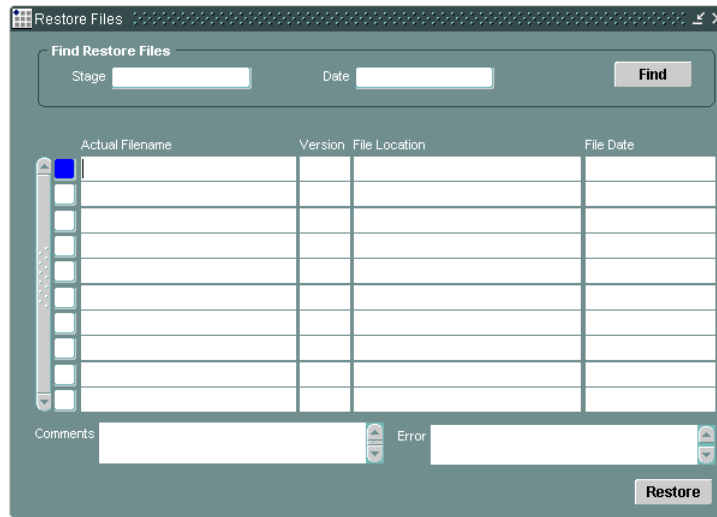 Restore Files
Find Restore Files
Stage Date Find
Actual Filename Version File Location File Date
Comments Error
Restore